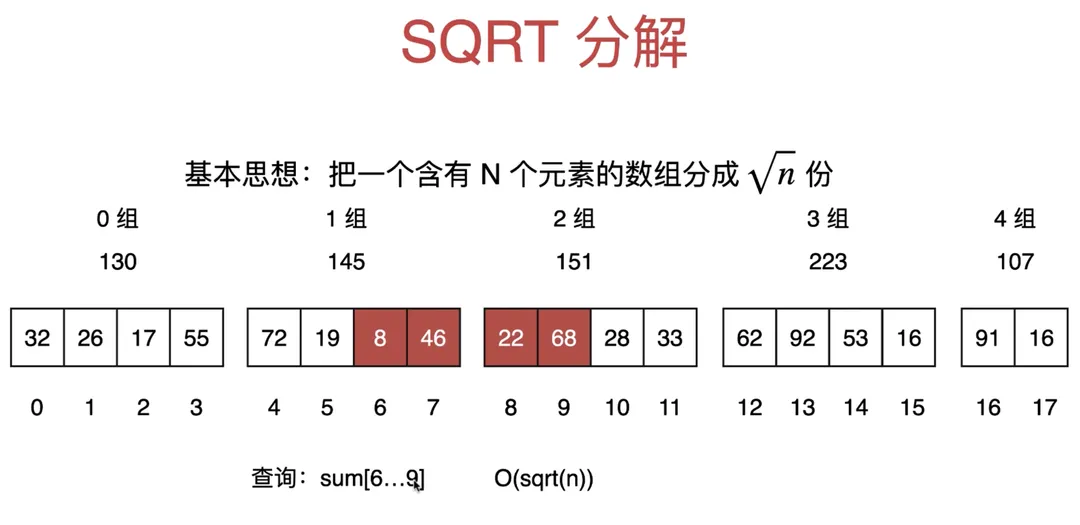 SQRT 分解
基本思想：把一个含有 N 个元素的数组分成 √n 份
0 组 1 组 2 组 3 组 4 组
130 145 151 223 107
32 26 17 55 72 19 8 46 22 68 28 33 62 92 53 16 91 16
0 1 2 3 4 5 6 7 8 9 10 11 12 13 14 15 16 17
查询：sum[6...9] O(sqrt(n))